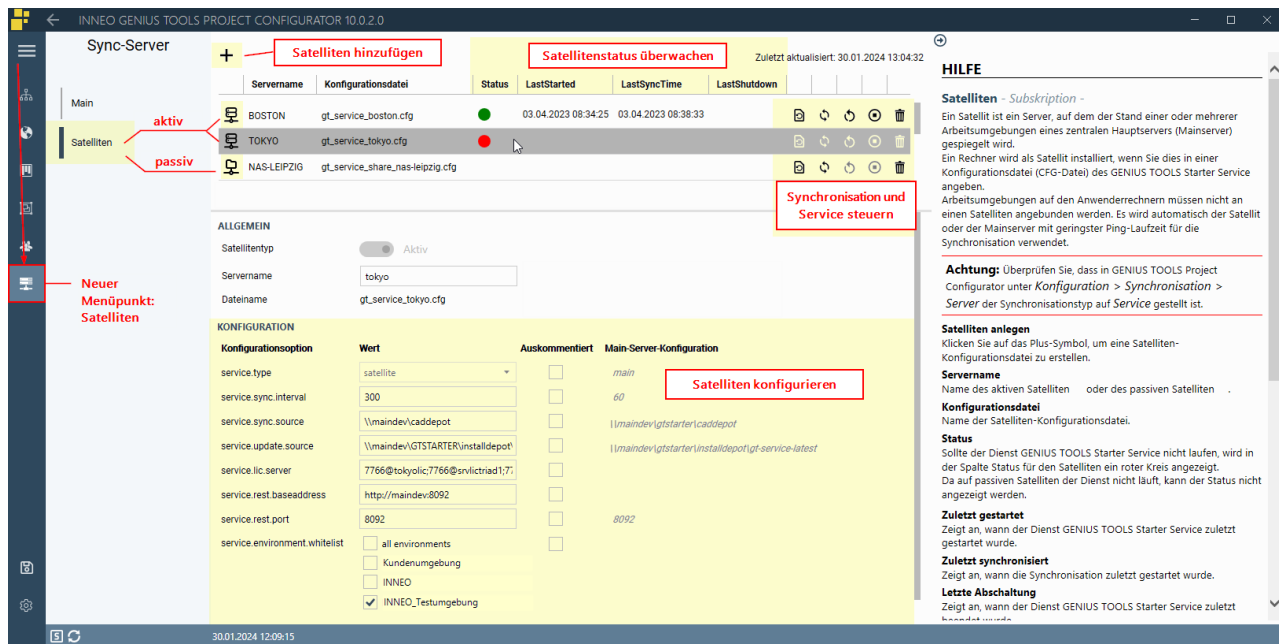 INNEO GENIUS TOOLS PROJECT CONFIGURATOR 10.0.2.0
Sync-Server
Main
Satelliten
aktiv
passiv
Neuer
Menüpunkt:
Satelliten
Satelliten hinzufügen
Satellitenstatus überwachen
Zuletzt aktualisiert: 30.01.2024 13:04:32
Servername Konfigurationsdatei Status LastStarted LastSyncTime LastShutdown
BOSTON gt_service_boston.cfg 03.04.2023 08:34:25 03.04.2023 08:38:33
TOKYO gt_service_tokyo.cfg
NAS-LEIPZIG gt_service_share_nas-leipzig.cfg
Synchronisation und
Service steuern
ALLGEMEIN
Satellitentyp Aktiv
Servername tokyo
Dateiname gt_service_tokyo.cfg
KONFIGURATION
Konfigurationsoption Wert Auskommentiert Main-Server-Konfiguration
service.type satellite main
Satelliten konfigurieren
service.sync.interval 300 60
service.sync.source \\maindev\caddepot \\maindev\gtstarter\caddepot
service.update.source \\maindev\GTSTARTER\installdepot\ \\maindev\gtstarter\installdepot\gt-service-latest
service.lic.server 7766@tokyolic;7766@srvlictriad1;7
service.rest.baseaddress http://maindev:8092
service.rest.port 8092 8092
service.environment.whitelist all environments
Kundenumgebung
INNEO
INNEO_Testumgebung
HILFE
Satelliten - Subskription -
Ein Satellit ist ein Server, auf dem der Stand einer oder mehrerer
Arbeitsumgebungen eines zentralen Hauptservers (Mainserver)
gespiegelt wird.
Ein Rechner wird als Satellit installiert, wenn Sie dies in einer
Konfigurationsdatei (CFG-Datei) des GENIUS TOOLS Starter Service
angeben.
Arbeitsumgebungen auf den Anwenderrechnern müssen nicht an
einen Satelliten angebunden werden. Es wird automatisch der Satellit
oder der Mainserver mit geringster Ping-Laufzeit für die
Synchronisation verwendet.
Achtung: Überprüfen Sie, dass in GENIUS TOOLS Project
Configurator unter Konfiguration > Synchronisation >
Server der Synchronisationstyp auf Service gestellt ist.
Satelliten anlegen
Klicken Sie auf das Plus-Symbol, um eine Satelliten-
Konfigurationsdatei zu erstellen.
Servername
Name des aktiven Satelliten oder des passiven Satelliten .
Konfigurationsdatei
Name der Satelliten-Konfigurationsdatei.
Status
Sollte der Dienst GENIUS TOOLS Starter Service nicht laufen, wird in
der Spalte Status für den Satelliten ein roter Kreis angezeigt.
Da auf passiven Satelliten der Dienst nicht läuft, kann der Status nicht
angezeigt werden.
Zuletzt gestartet
Zeigt an, wann der Dienst GENIUS TOOLS Starter Service zuletzt
gestartet wurde.
Zuletzt synchronisiert
Zeigt an, wann die Synchronisation zuletzt gestartet wurde.
Letzte Abschaltung
Zeigt an, wann der Dienst GENIUS TOOLS Starter Service zuletzt
beendet wurde.
30.01.2024 12:09:15